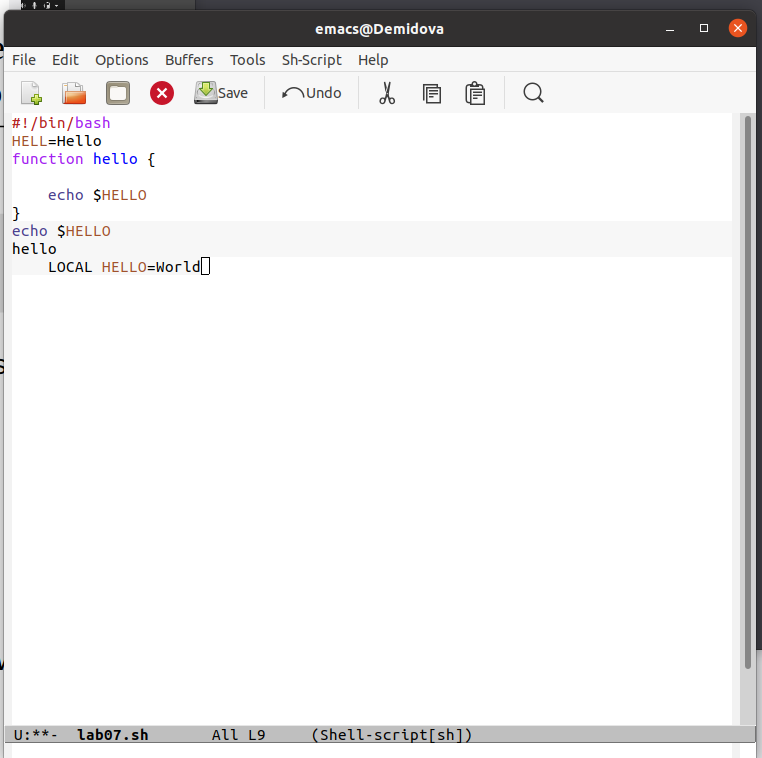 emacs@Demidova
File Edit Options Buffers Tools Sh-Script Help
Save Undo
#!/bin/bash
HELL=Hello
function hello {
    echo $HELLO
}
echo $HELLO
hello
    LOCAL HELLO=World
U:**-  lab07.sh       All L9     (Shell-script[sh])